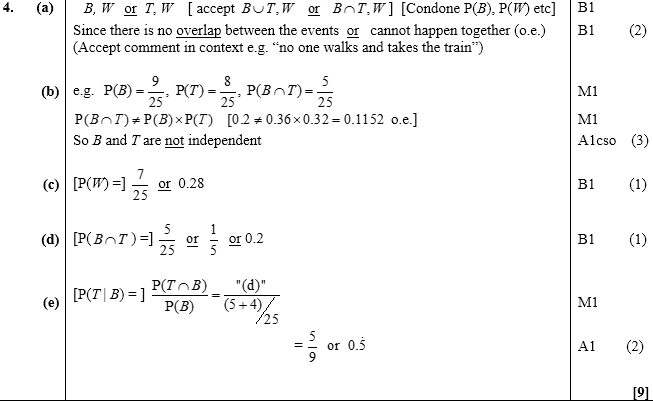 4. (a) B, W or T, W [ accept B∪T, W or B∩T, W ] [Condone P(B), P(W) etc] B1
Since there is no overlap between the events or cannot happen together (o.e.) B1 (2)
(Accept comment in context e.g. “no one walks and takes the train”)
(b) e.g. P(B) = 9/25, P(T) = 8/25, P(B∩T) = 5/25 M1
P(B∩T) ≠ P(B)×P(T) [0.2 ≠ 0.36×0.32 = 0.1152 o.e.] M1
So B and T are not independent A1cso (3)
(c) [P(W) =] 7/25 or 0.28 B1 (1)
(d) [P(B∩T) =] 5/25 or 1/5 or 0.2 B1 (1)
(e) [P(T | B) = ] P(T∩B)/P(B) = "(d)"/(5+4)/25 M1
= 5/9 or 0.5̇ A1 (2)
[9]